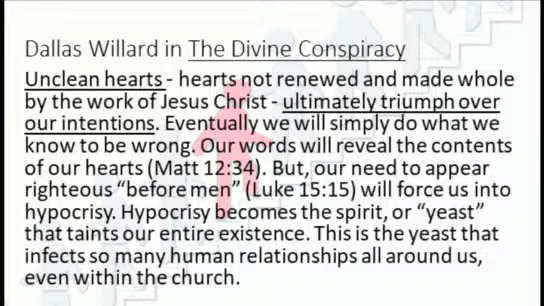 Dallas Willard in The Divine Conspiracy
Unclean hearts - hearts not renewed and made whole
by the work of Jesus Christ - ultimately triumph over
our intentions. Eventually we will simply do what we
know to be wrong. Our words will reveal the contents
of our hearts (Matt 12:34). But, our need to appear
righteous “before men” (Luke 15:15) will force us into
hypocrisy. Hypocrisy becomes the spirit, or “yeast”
that taints our entire existence. This is the yeast that
infects so many human relationships all around us,
even within the church.